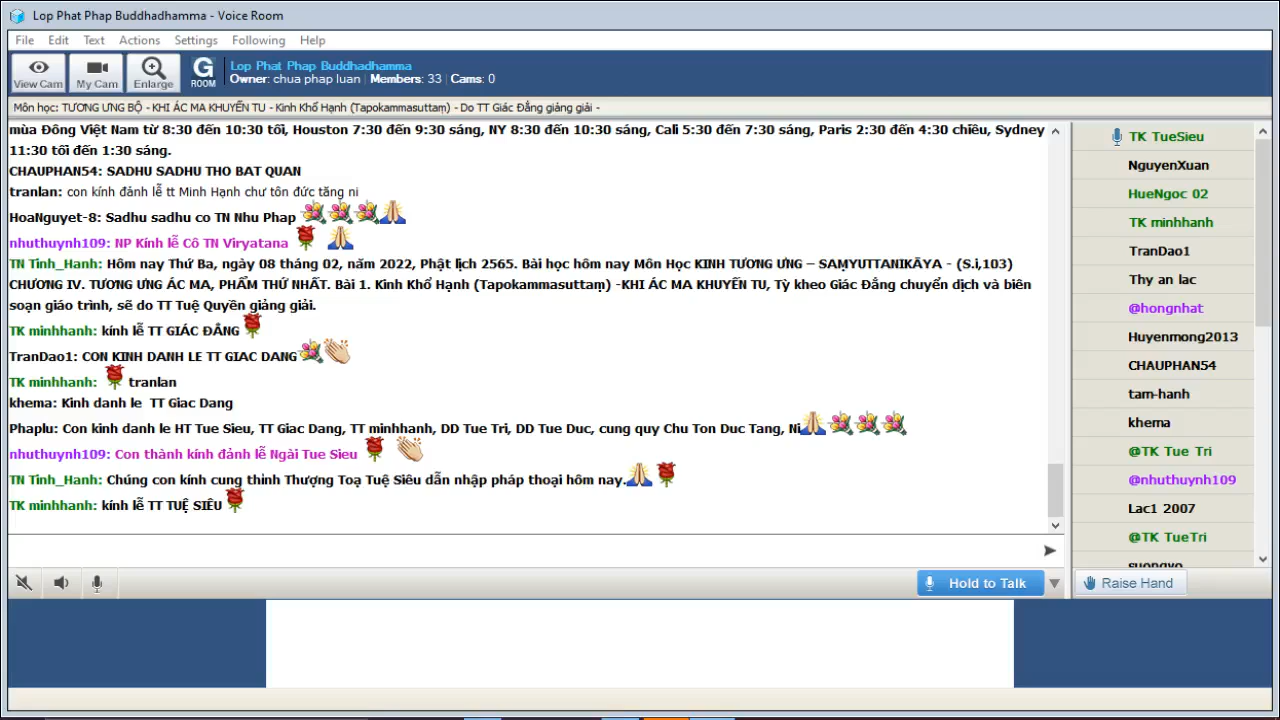 Lop Phat Phap Buddhadhamma - Voice Room
File Edit Text Actions Settings Following Help
View Cam My Cam Enlarge G ROOM
Lop Phat Phap Buddhadhamma
Owner: chua phap luan | Members: 33 | Cams: 0
Môn học: TƯƠNG ƯNG BỘ - KHI ÁC MA KHUYẾN TU - Kinh Khổ Hạnh (Tapokammasuttaṃ) - Do TT Giác Đẳng giảng giải -
mùa Đông Việt Nam từ 8:30 đến 10:30 tối, Houston 7:30 đến 9:30 sáng, NY 8:30 đến 10:30 sáng, Cali 5:30 đến 7:30 sáng, Paris 2:30 đến 4:30 chiều, Sydney
11:30 tối đến 1:30 sáng.
CHAUPHAN54: SADHU SADHU THO BAT QUAN
tranlan: con kính đảnh lễ tt Minh Hạnh chư tôn đức tăng ni
HoaNguyet-8: Sadhu sadhu co TN Nhu Phap
nhuthuynh109: NP Kính lễ Cô TN Viryatana
TN Tinh_Hanh: Hôm nay Thứ Ba, ngày 08 tháng 02, năm 2022, Phật lịch 2565. Bài học hôm nay Môn Học KINH TƯƠNG ƯNG – SAṂYUTTANIKĀYA - (S.i,103)
CHƯƠNG IV. TƯƠNG ƯNG ÁC MA, PHẨM THỨ NHẤT. Bài 1. Kinh Khổ Hạnh (Tapokammasuttaṃ) -KHI ÁC MA KHUYẾN TU, Tỳ kheo Giác Đẳng chuyển dịch và biên
soạn giáo trình, sẽ do TT Tuệ Quyền giảng giải.
TK minhhanh: kính lễ TT GIÁC ĐẲNG
TranDao1: CON KINH DANH LE TT GIAC DANG
TK minhhanh: tranlan
khema: Kinh danh le TT Giac Dang
Phaplu: Con kinh danh le HT Tue Sieu, TT Giac Dang, TT minhhanh, DD Tue Tri, DD Tue Duc, cung quy Chu Ton Duc Tang, Ni
nhuthuynh109: Con thành kính đảnh lễ Ngài Tue Sieu
TN Tinh_Hanh: Chúng con kính cung thỉnh Thượng Toạ Tuệ Siêu dẫn nhập pháp thoại hôm nay.
TK minhhanh: kính lễ TT TUỆ SIÊU
TK TueSieu
NguyenXuan
HueNgoc 02
TK minhhanh
TranDao1
Thy an lac
@hongnhat
Huyenmong2013
CHAUPHAN54
tam-hanh
khema
@TK Tue Tri
@nhuthuynh109
Lac1 2007
@TK TueTri
suongvo
Hold to Talk
Raise Hand